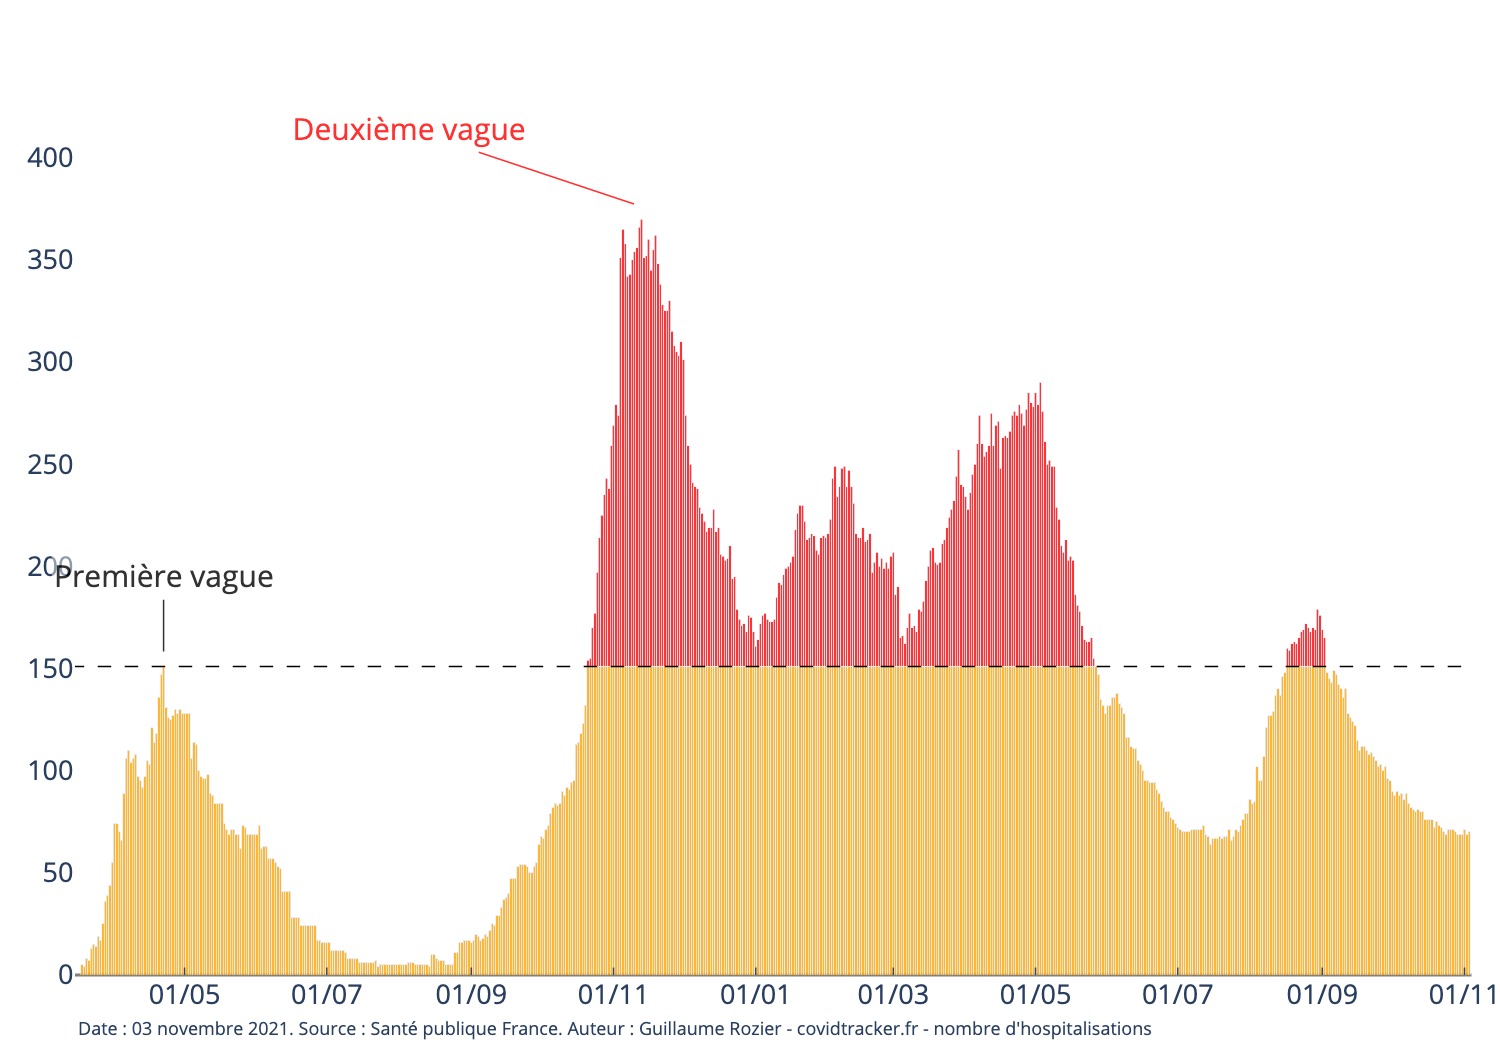 Deuxième vague
400
350
300
250
200
Première vague
150
100
50
0
01/05 01/07 01/09 01/11 01/01 01/03 01/05 01/07 01/09 01/11
Date : 03 novembre 2021. Source : Santé publique France. Auteur : Guillaume Rozier - covidtracker.fr - nombre d'hospitalisations